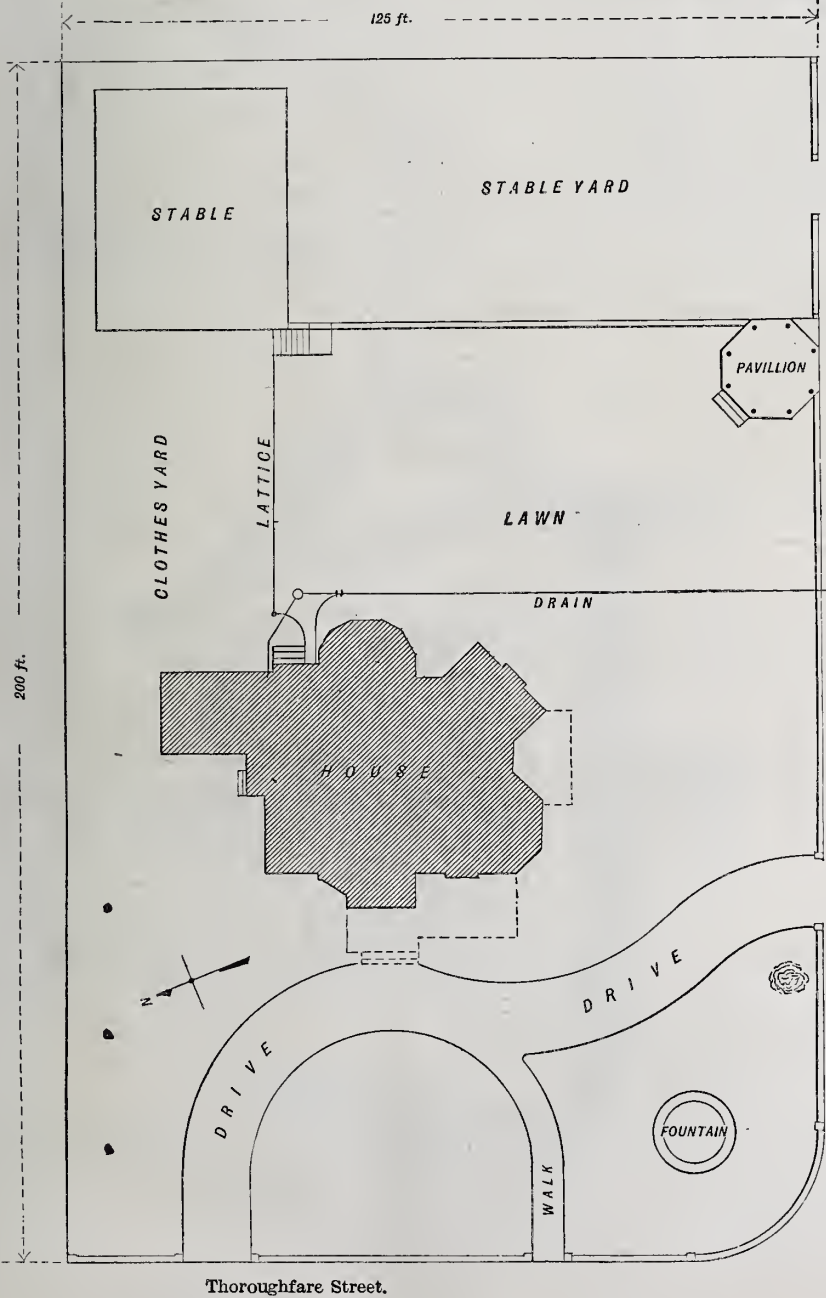 125 ft.
STABLE YARD
STABLE
PAVILLION
CLOTHES YARD
LATTICE
LAWN
DRAIN
200 ft.
HOUSE
N
DRIVE
DRIVE
FOUNTAIN
WALK
Thoroughfare Street.